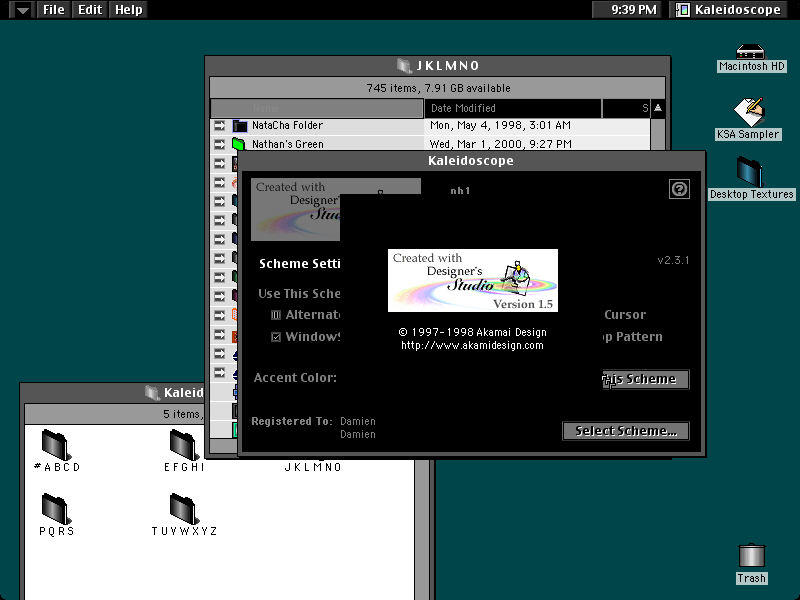 File Edit Help
9:39 PM Kaleidoscope
Macintosh HD
KSA Sampler
Desktop Textures
Trash
JKLMNO
745 items, 7.91 GB available
Name Date Modified S
NataCha Folder Mon, May 4, 1998, 3:01 AM
Nathan's Green Wed, Mar 1, 2000, 9:27 PM
Kaleidoscope
Created with
Designer's
Stu
nb1
v2.3.1
Scheme Setti
Use This Sche
Alternat
Window
Cursor
p Pattern
Accent Color:
his Scheme
Registered To: Damien
Damien
Select Scheme...
Created with
Designer's
Studio
Version 1.5
© 1997-1998 Akamai Design
http://www.akamidesign.com
Kaleid
5 items,
#ABCD
EFGHI
JKLMNO
PQRS
TUVWXYZ